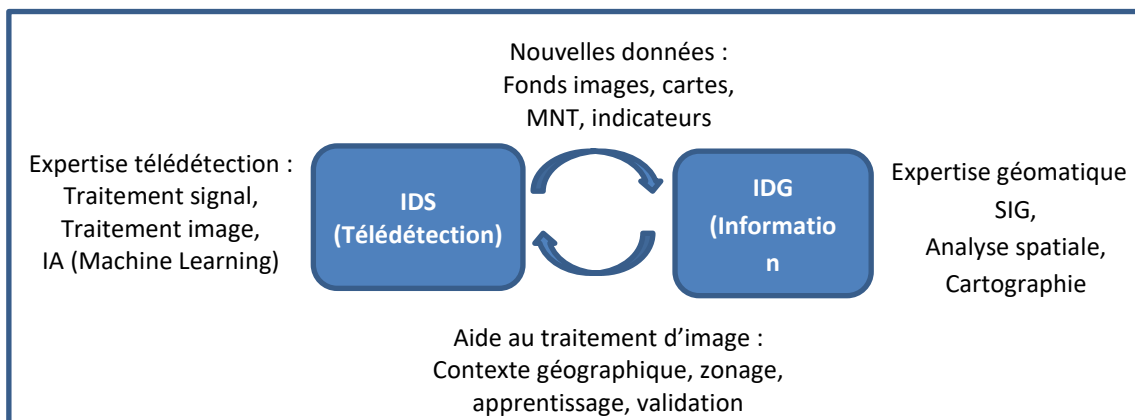 Nouvelles données :
Fonds images, cartes,
MNT, indicateurs
Expertise télédétection :
Traitement signal,
Traitement image,
IA (Machine Learning)
IDS
(Télédétection)
IDG
(Informatio
n
Expertise géomatique
SIG,
Analyse spatiale,
Cartographie
Aide au traitement d’image :
Contexte géographique, zonage,
apprentissage, validation